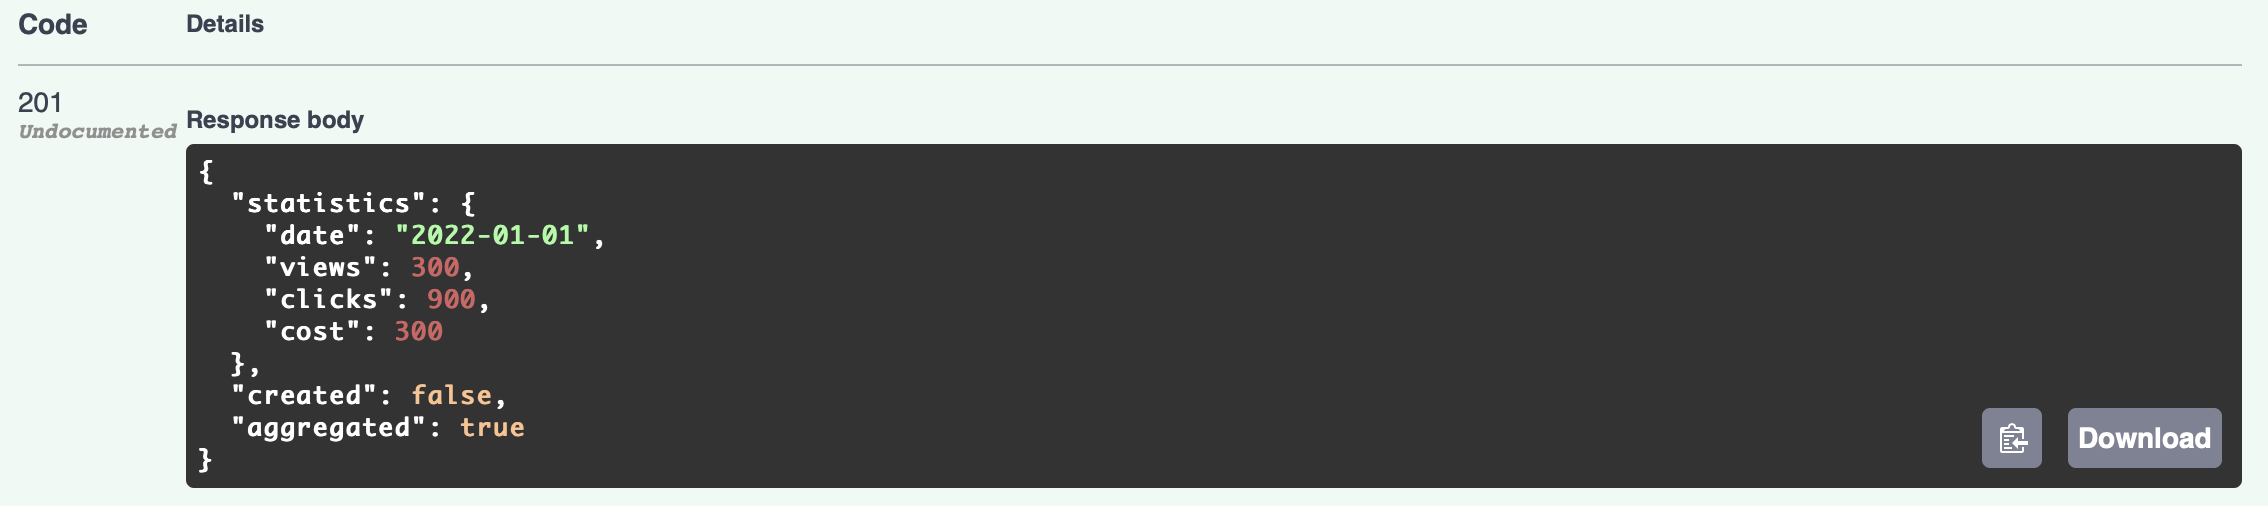 Code Details
201
Undocumented
Response body
{
  "statistics": {
    "date": "2022-01-01",
    "views": 300,
    "clicks": 900,
    "cost": 300
  },
  "created": false,
  "aggregated": true
}
Download